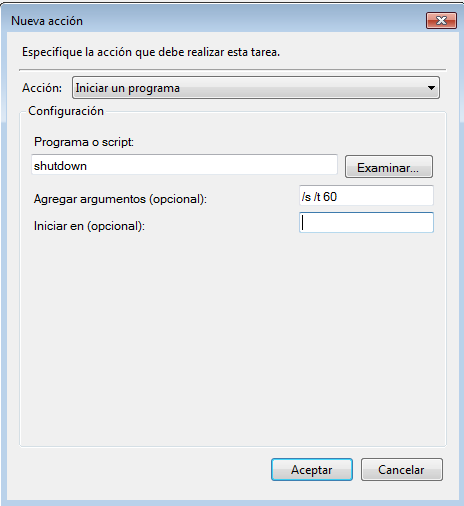 Nueva acción
Especifique la acción que debe realizar esta tarea.
Acción: Iniciar un programa
Configuración
Programa o script:
shutdown Examinar...
Agregar argumentos (opcional): /s /t 60
Iniciar en (opcional):
Aceptar Cancelar